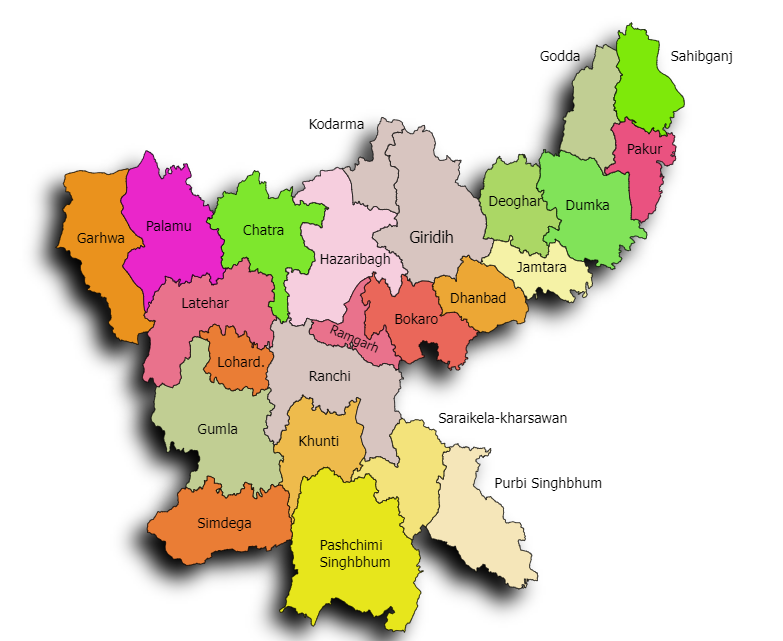 Godda
Sahibganj
Kodarma
Pakur
Deoghar
Dumka
Palamu
Chatra
Garhwa
Giridih
Hazaribagh
Jamtara
Latehar
Dhanbad
Bokaro
Ramgarh
Lohard.
Ranchi
Saraikela-kharsawan
Gumla
Khunti
Purbi Singhbhum
Simdega
Pashchimi
Singhbhum